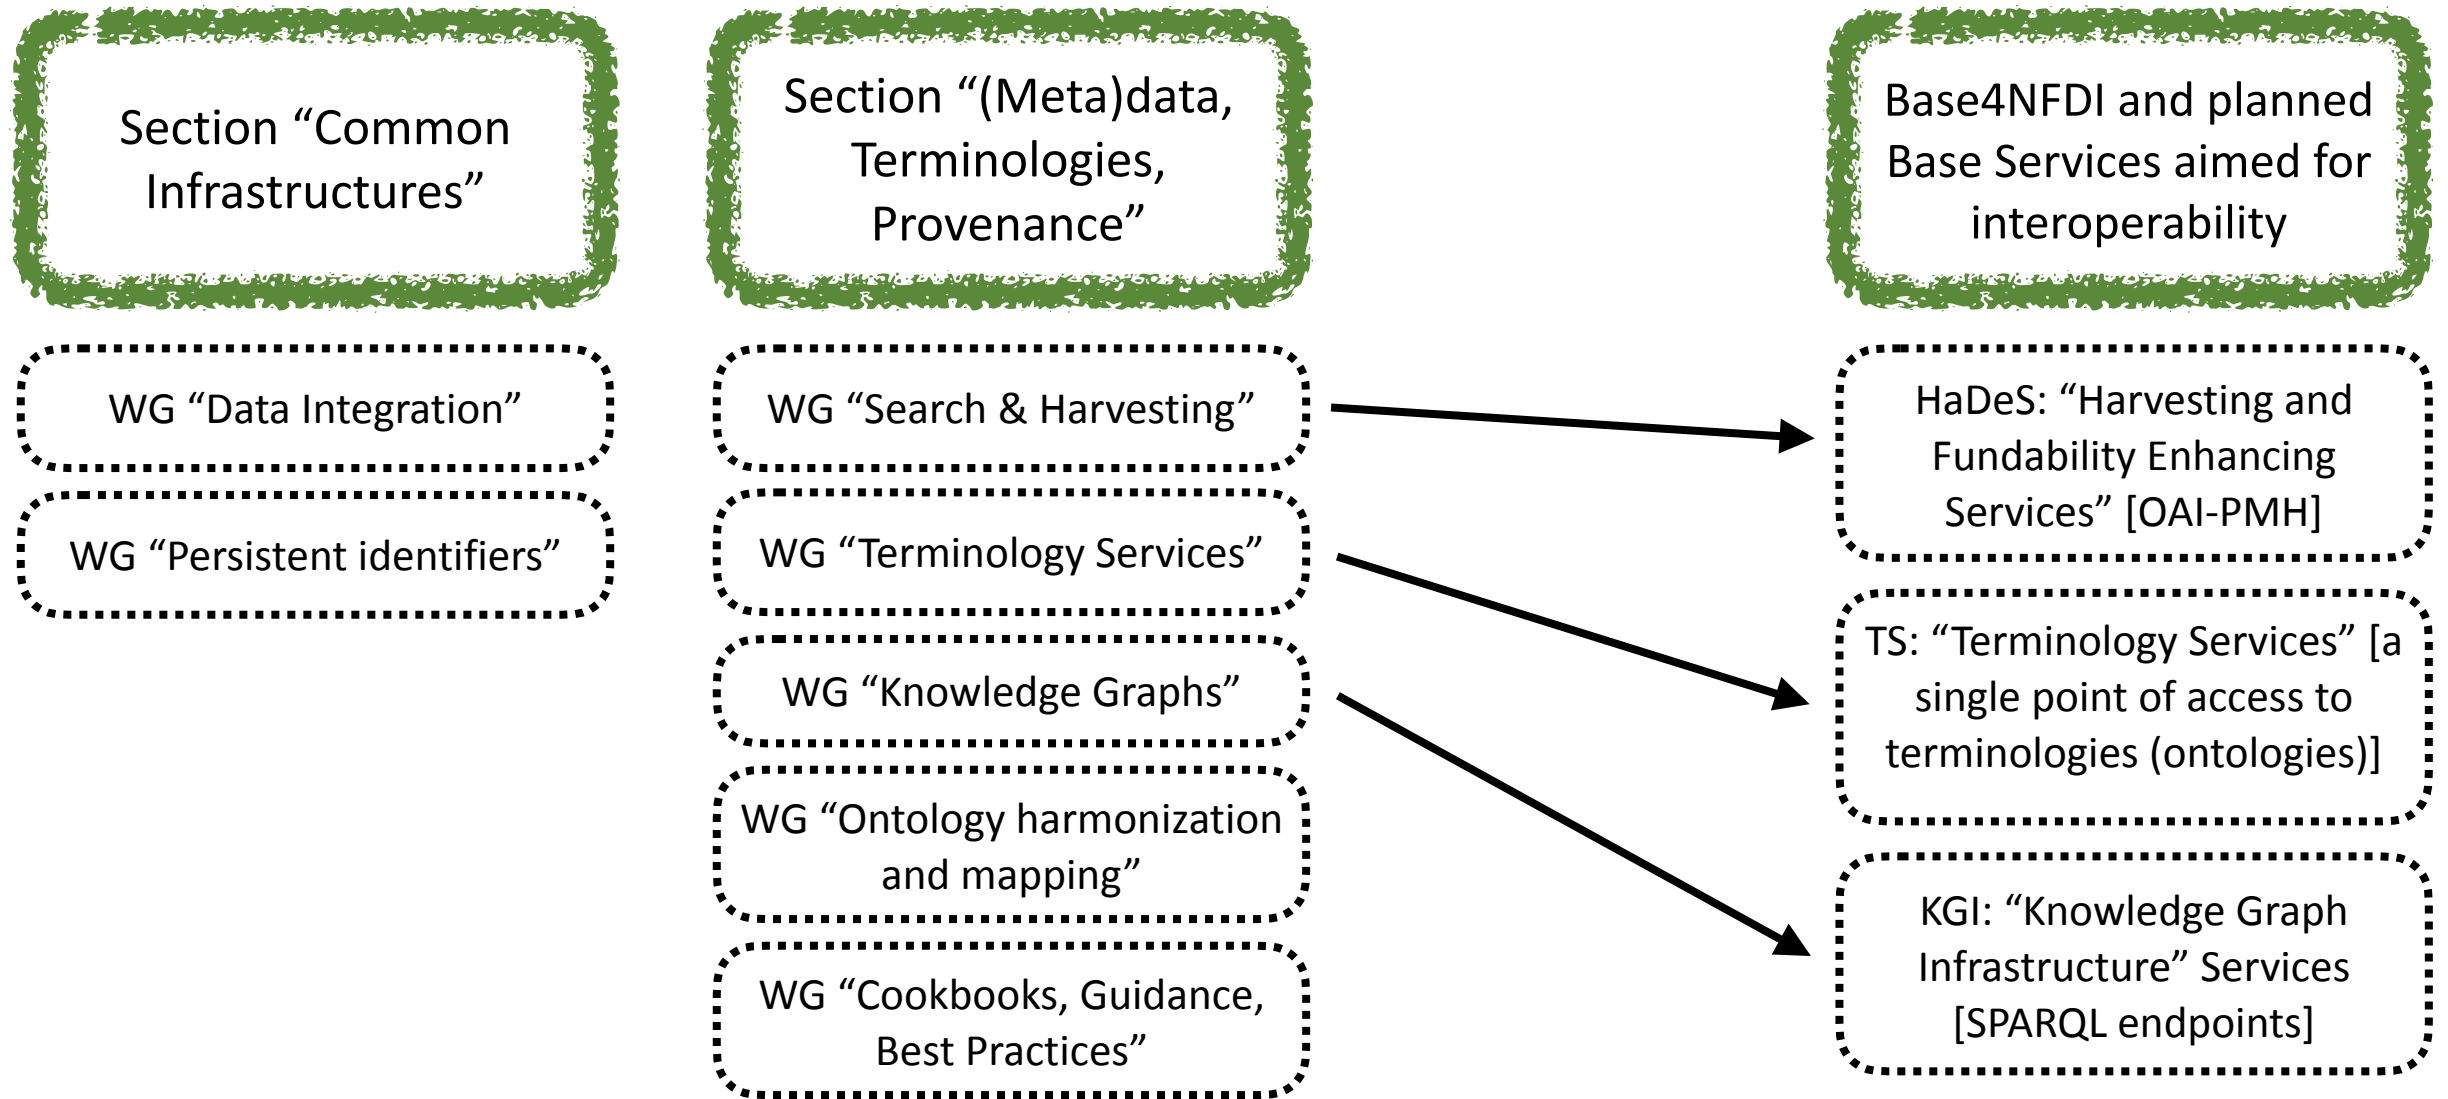 Section “Common
Infrastructures”
WG “Data Integration”
WG “Persistent identifiers”
Section “(Meta)data,
Terminologies,
Provenance”
WG “Search & Harvesting”
WG “Terminology Services”
WG “Knowledge Graphs”
WG “Ontology harmonization
and mapping”
WG “Cookbooks, Guidance,
Best Practices”
Base4NFDI and planned
Base Services aimed for
interoperability
HaDeS: “Harvesting and
Fundability Enhancing
Services” [OAI-PMH]
TS: “Terminology Services” [a
single point of access to
terminologies (ontologies)]
KGI: “Knowledge Graph
Infrastructure” Services
[SPARQL endpoints]